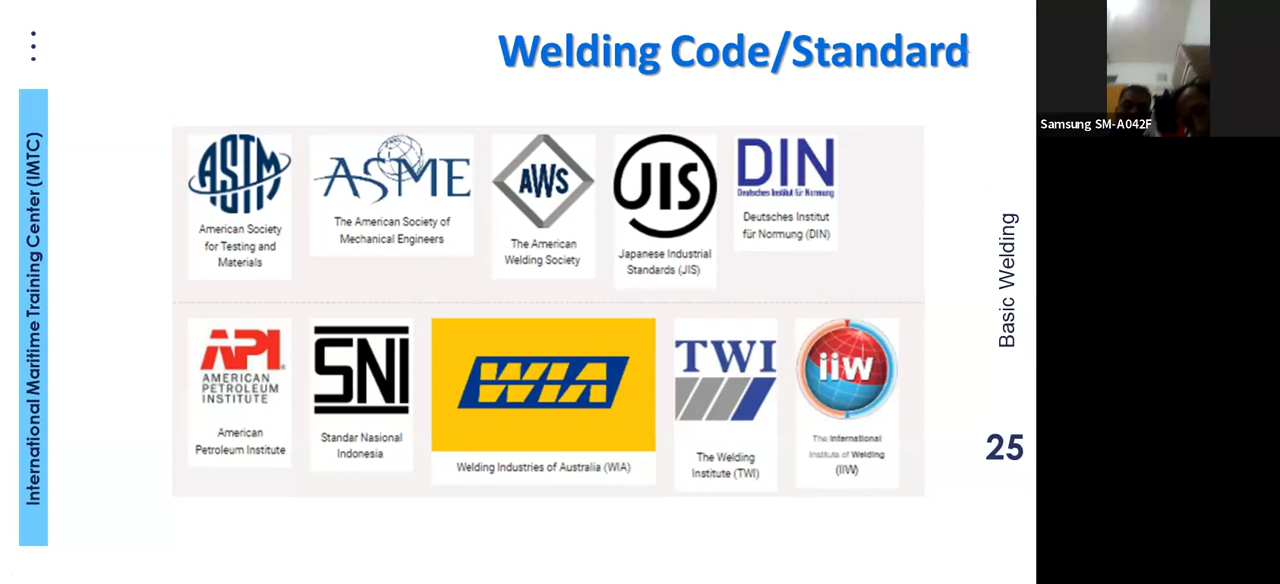 Welding Code/Standard
International Maritime Training Center (IMTC)
ASTM
American Society
for Testing and
Materials
ASME
The American Society of
Mechanical Engineers
AWS
The American
Welding Society
JIS
Japanese Industrial
Standards (JIS)
DIN
Deutsches Institut für Normung
Deutsches Institut
für Normung (DIN)
API
AMERICAN
PETROLEUM
INSTITUTE
American
Petroleum Institute
SNI
Standar Nasional
Indonesia
WIA
Welding Industries of Australia (WIA)
TWI
The Welding
Institute (TWI)
iiw
The International
Institute of Welding
(IIW)
Basic Welding
25
Samsung SM-A042F